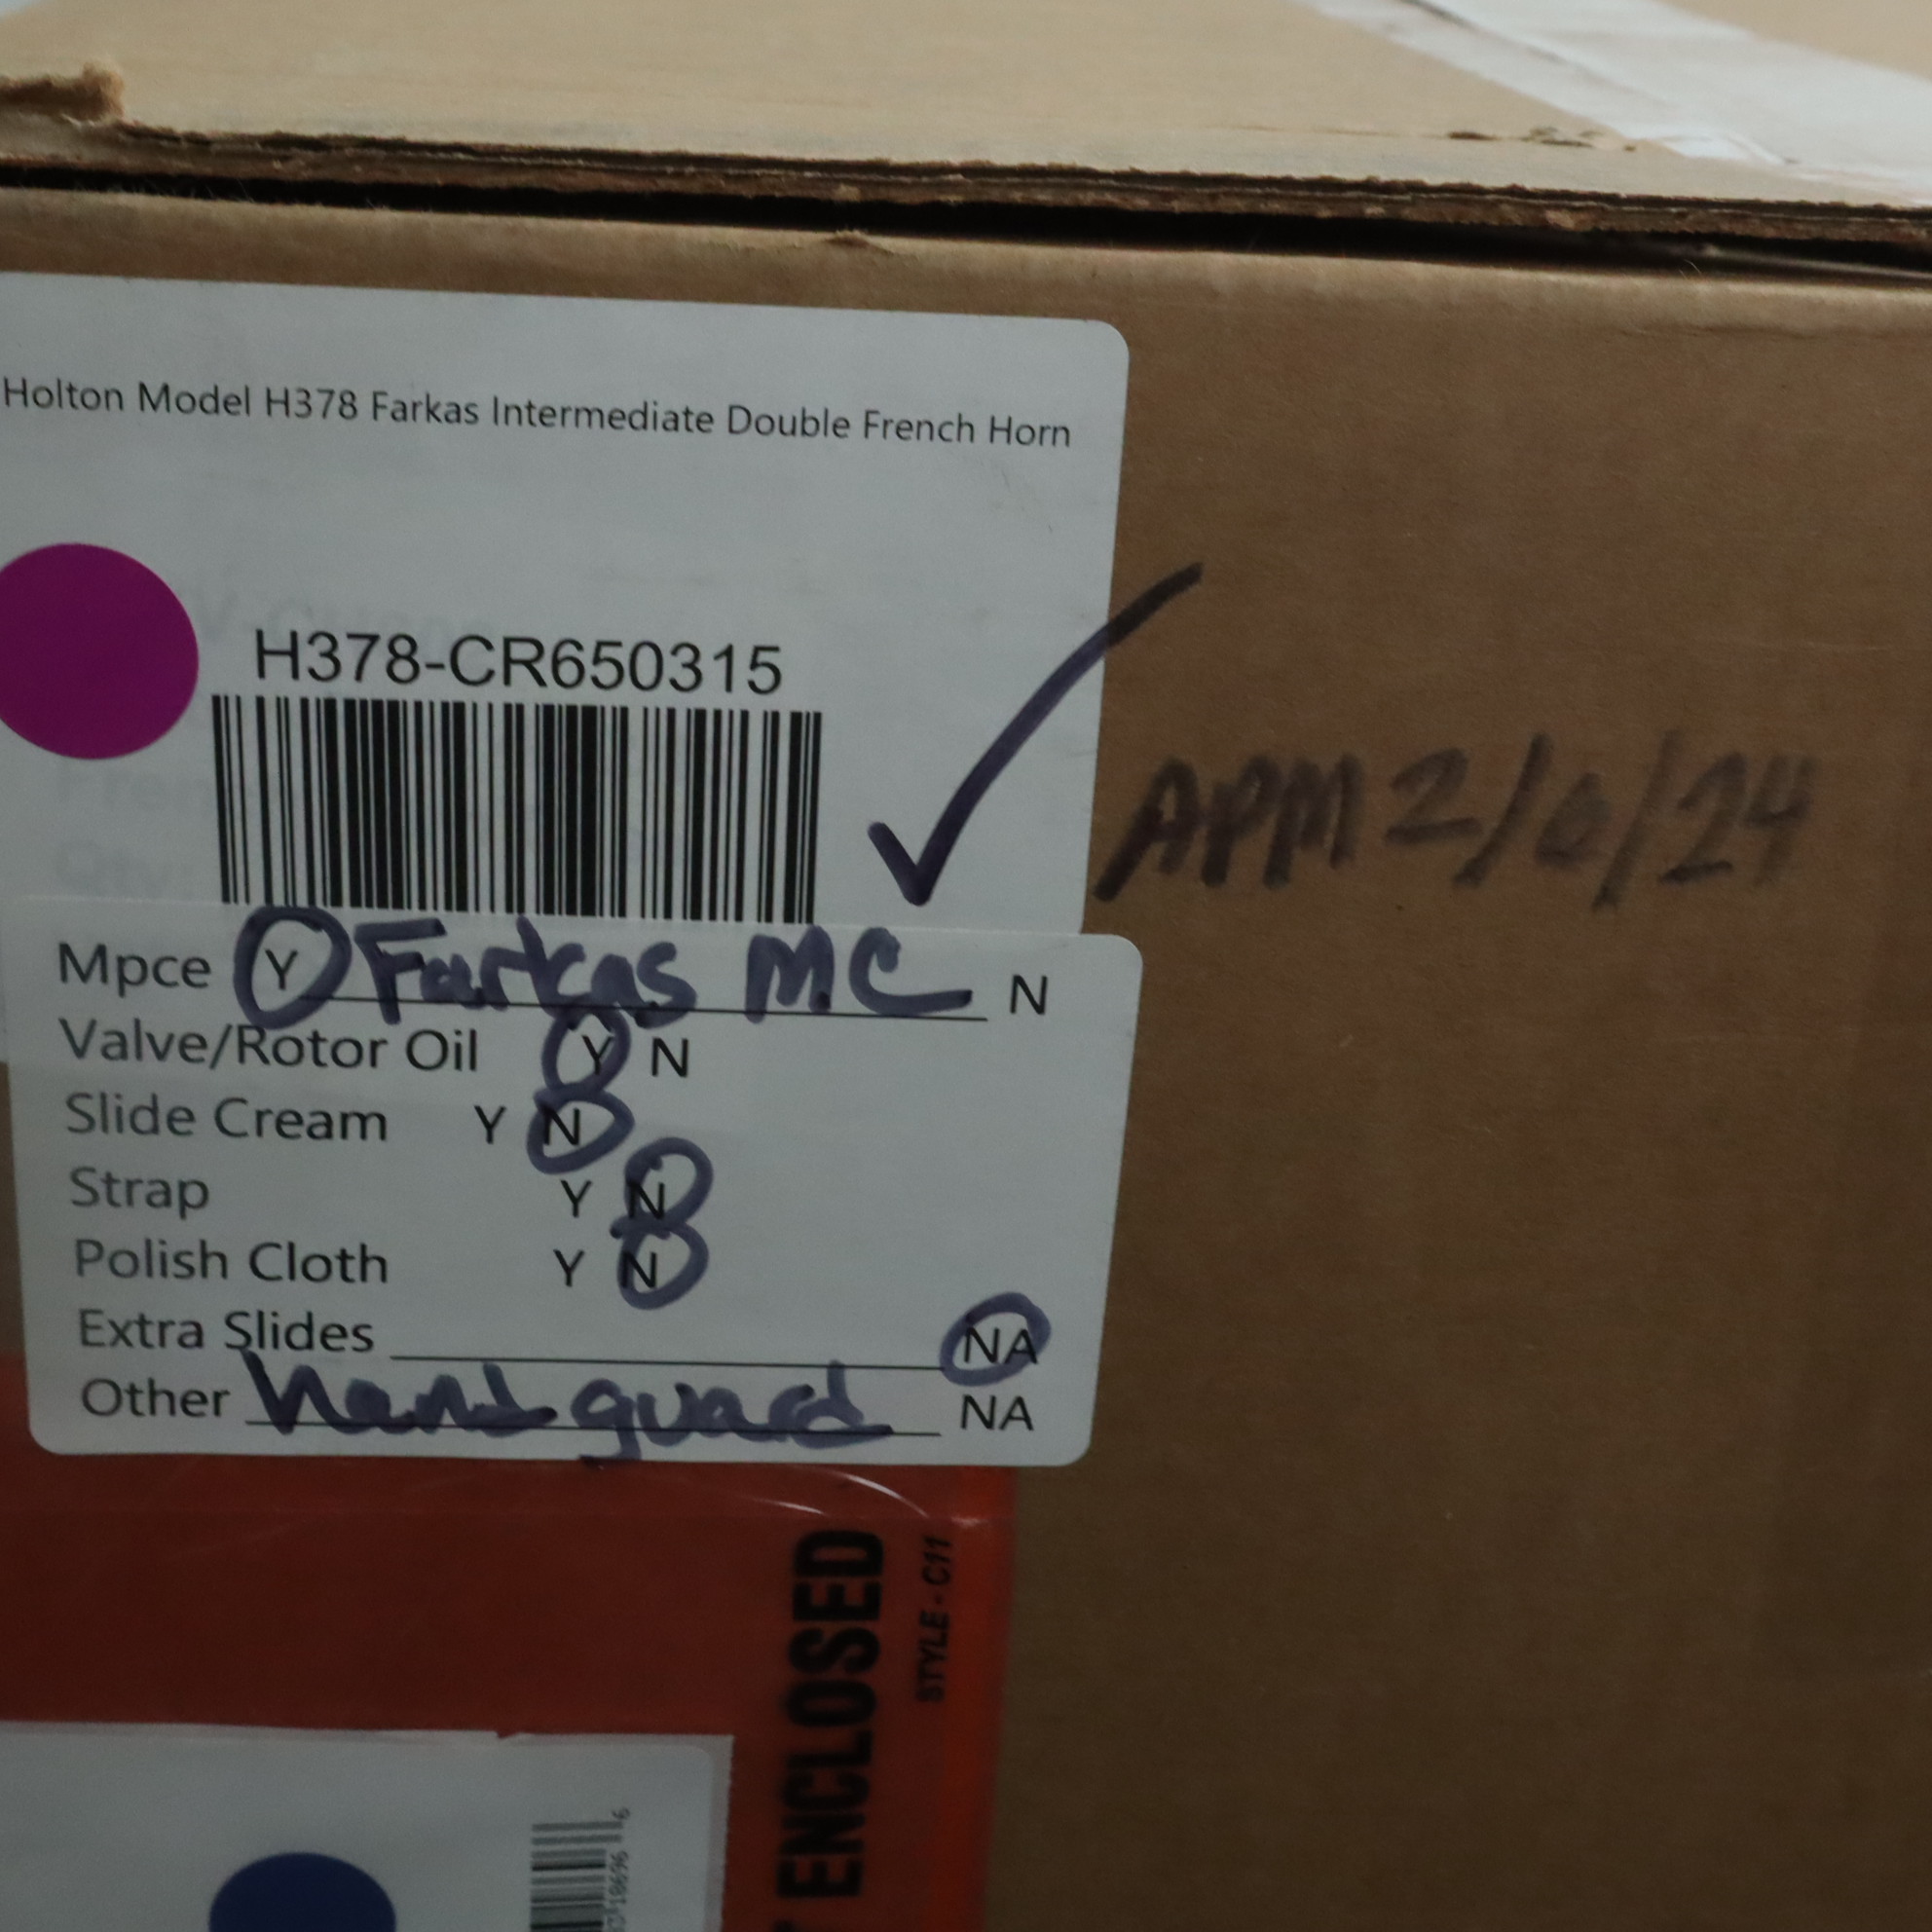 Holton Model H378 Farkas Intermediate Double French Horn
H378-CR650315
APM 2/6/24
Mpce Y Farkas MC N
Valve/Rotor Oil Y N
Slide Cream Y N
Strap Y N
Polish Cloth Y N
Extra Slides NA
Other hand guard NA
ENCLOSED
STYLE - C11